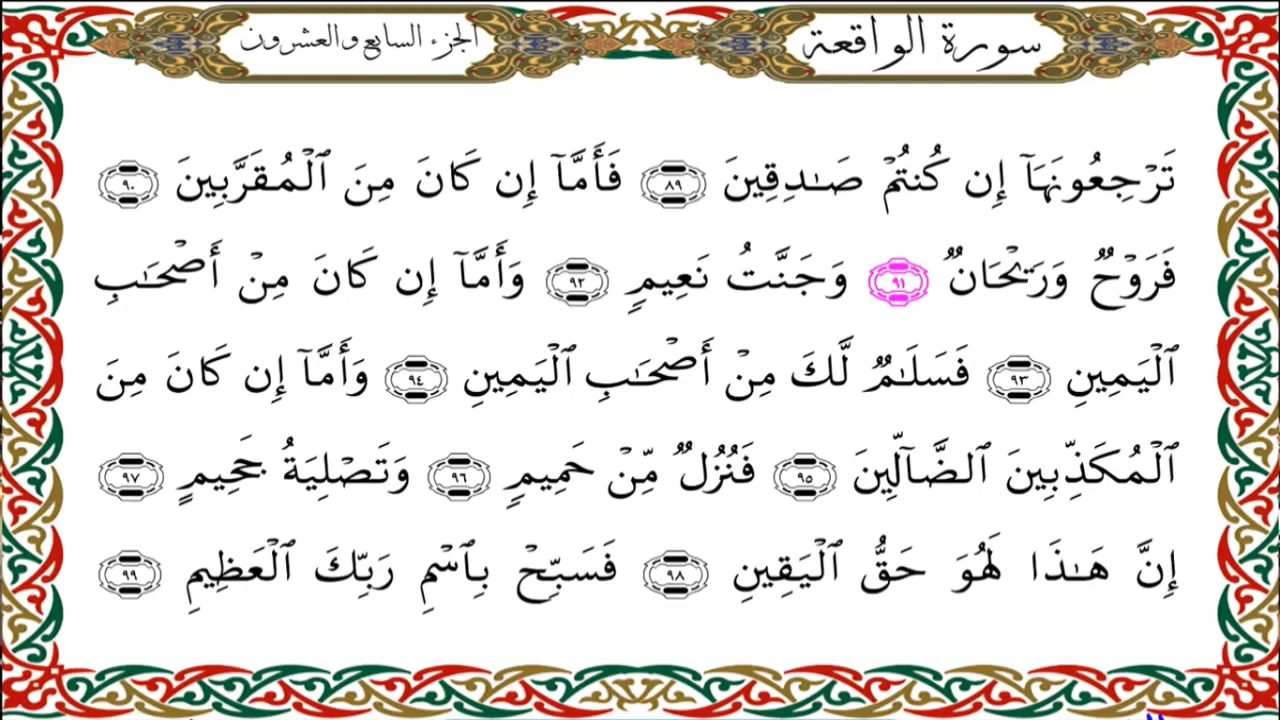 سورة الواقعة
الجزء السابع والعشرون
تَرْجِعُونَهَآ إِن كُنتُمْ صَـٰدِقِينَ ٨٩ فَأَمَّآ إِن كَانَ مِنَ ٱلْمُقَرَّبِينَ ٩٠
فَرَوْحٌ وَرَيْحَانٌ ٩١ وَجَنَّتُ نَعِيمٍ ٩٢ وَأَمَّآ إِن كَانَ مِنْ أَصْحَـٰبِ
ٱلْيَمِينِ ٩٣ فَسَلَـٰمٌ لَّكَ مِنْ أَصْحَـٰبِ ٱلْيَمِينِ ٩٤ وَأَمَّآ إِن كَانَ مِنَ
ٱلْمُكَذِّبِينَ ٱلضَّآلِّينَ ٩٥ فَنُزُلٌ مِّنْ حَمِيمٍ ٩٦ وَتَصْلِيَةُ جَحِيمٍ ٩٧
إِنَّ هَـٰذَا لَهُوَ حَقُّ ٱلْيَقِينِ ٩٨ فَسَبِّحْ بِٱسْمِ رَبِّكَ ٱلْعَظِيمِ ٩٩